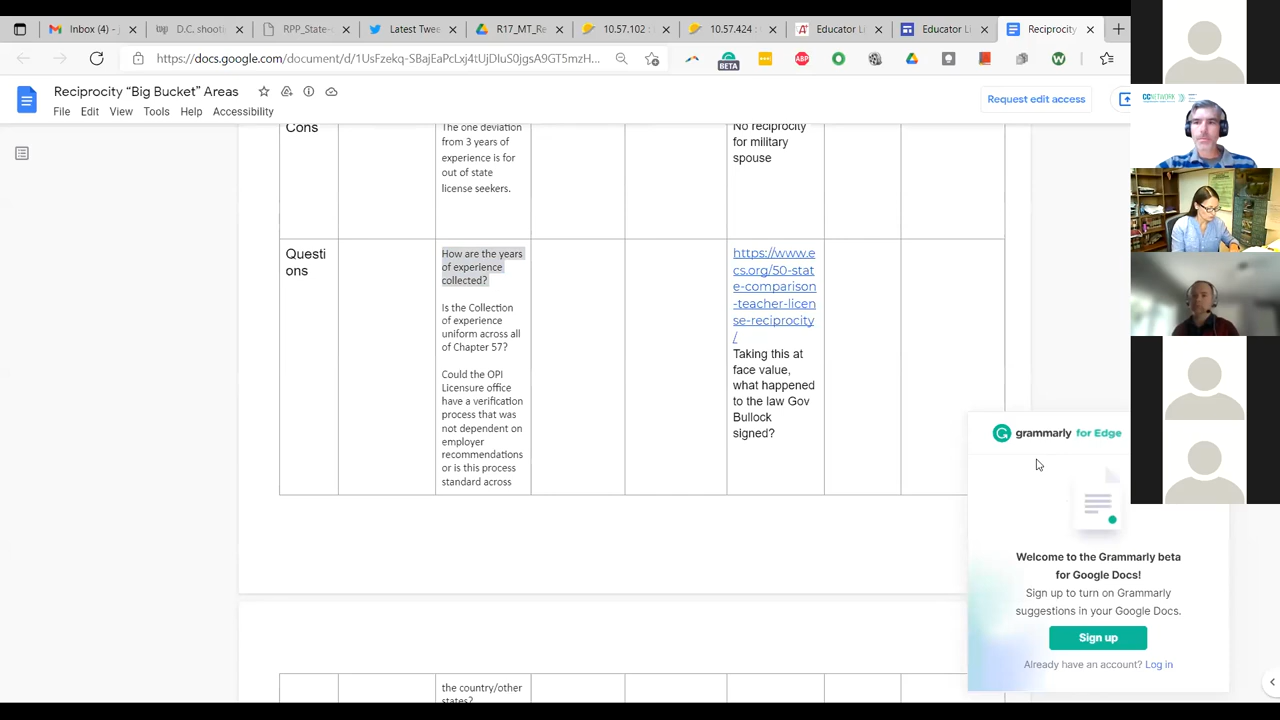 Inbox (4) -
D.C. shooti
RPP_State-
Latest Twee
R17_MT_Re
10.57.102 :
10.57.424 :
Educator Li
Educator Li
Reciprocity
https://docs.google.com/document/d/1UsFzekq-SBajEaPcLxj4tUjDIuS0jgsA9GT5mzH...
BETA
ABP
Reciprocity “Big Bucket” Areas
File Edit View Tools Help Accessibility
Request edit access
CCNETWORK
Cons
The one deviation
from 3 years of
experience is for
out of state
license seekers.
No reciprocity
for military
spouse
Questi
ons
How are the years
of experience
collected?
Is the Collection
of experience
uniform across all
of Chapter 57?
Could the OPI
Licensure office
have a verification
process that was
not dependent on
employer
recommendations
or is this process
standard across
https://www.e
cs.org/50-stat
e-comparison
-teacher-licen
se-reciprocity
/
Taking this at
face value,
what happened
to the law Gov
Bullock
signed?
grammarly for Edge
Welcome to the Grammarly beta
for Google Docs!
Sign up to turn on Grammarly
suggestions in your Google Docs.
Sign up
Already have an account? Log in
the country/other
states?